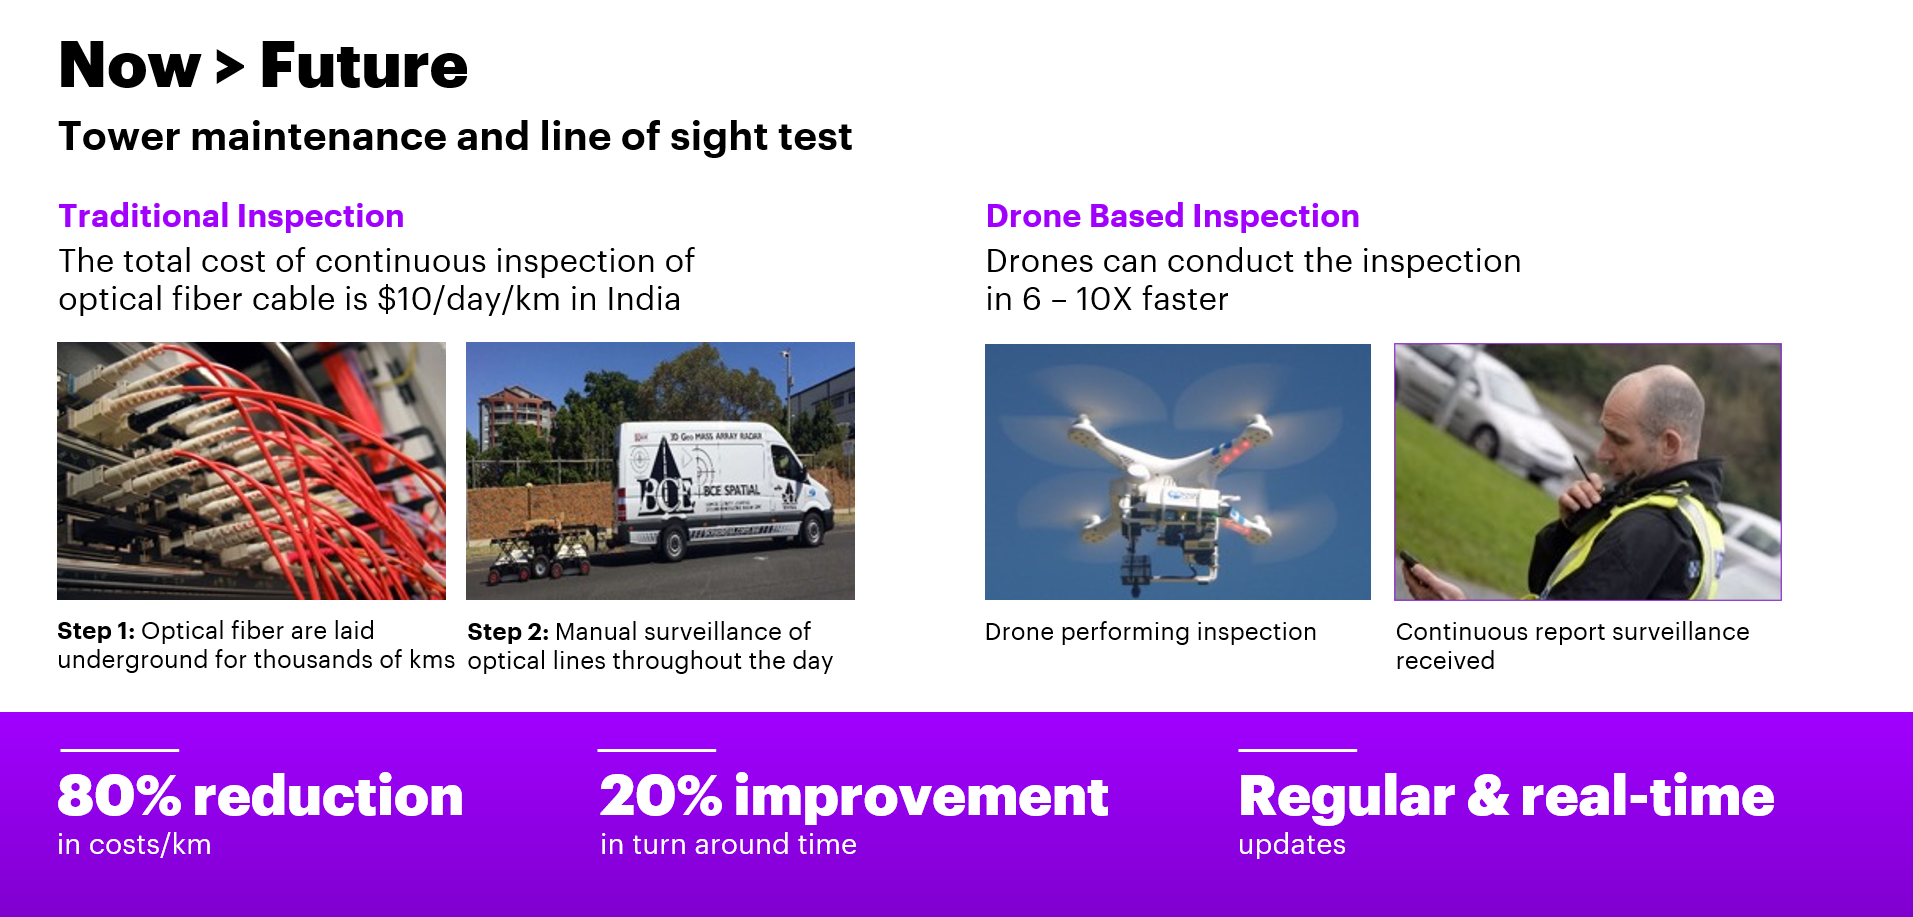 Now > Future
Tower maintenance and line of sight test
Traditional Inspection
The total cost of continuous inspection of
optical fiber cable is $10/day/km in India
Drone Based Inspection
Drones can conduct the inspection
in 6 – 10X faster
3D Geo MASS ARRAY RADAR
BCE
BCE SPATIAL
Step 1: Optical fiber are laid
underground for thousands of kms
Step 2: Manual surveillance of
optical lines throughout the day
Drone performing inspection
Continuous report surveillance
received
80% reduction
in costs/km
20% improvement
in turn around time
Regular & real-time
updates